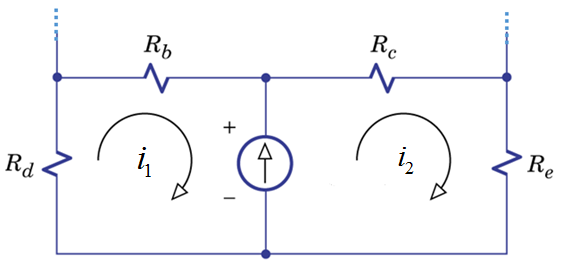 R_b R_c
+
R_d i_1 i_2 R_e
−